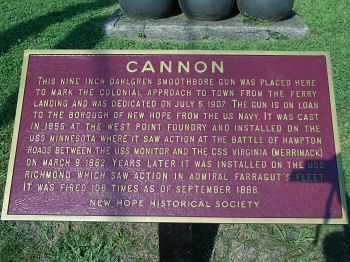 CANNON
THIS NINE INCH DAHLGREN SMOOTHBORE GUN WAS PLACED HERE
TO MARK THE COLONIAL APPROACH TO TOWN FROM THE FERRY
LANDING AND WAS DEDICATED ON JULY 5, 1907. THE GUN IS ON LOAN
TO THE BOROUGH OF NEW HOPE FROM THE US NAVY. IT WAS CAST
IN 1855 AT THE WEST POINT FOUNDRY AND INSTALLED ON THE
USS MINNESOTA WHERE IT SAW ACTION AT THE BATTLE OF HAMPTON
ROADS BETWEEN THE USS MONITOR AND THE CSS VIRGINIA (MERRIMACK)
ON MARCH 9, 1862. YEARS LATER IT WAS INSTALLED ON THE USS
RICHMOND WHICH SAW ACTION IN ADMIRAL FARRAGUT'S FLEET.
IT WAS FIRED 108 TIMES AS OF SEPTEMBER 1888.
NEW HOPE HISTORICAL SOCIETY